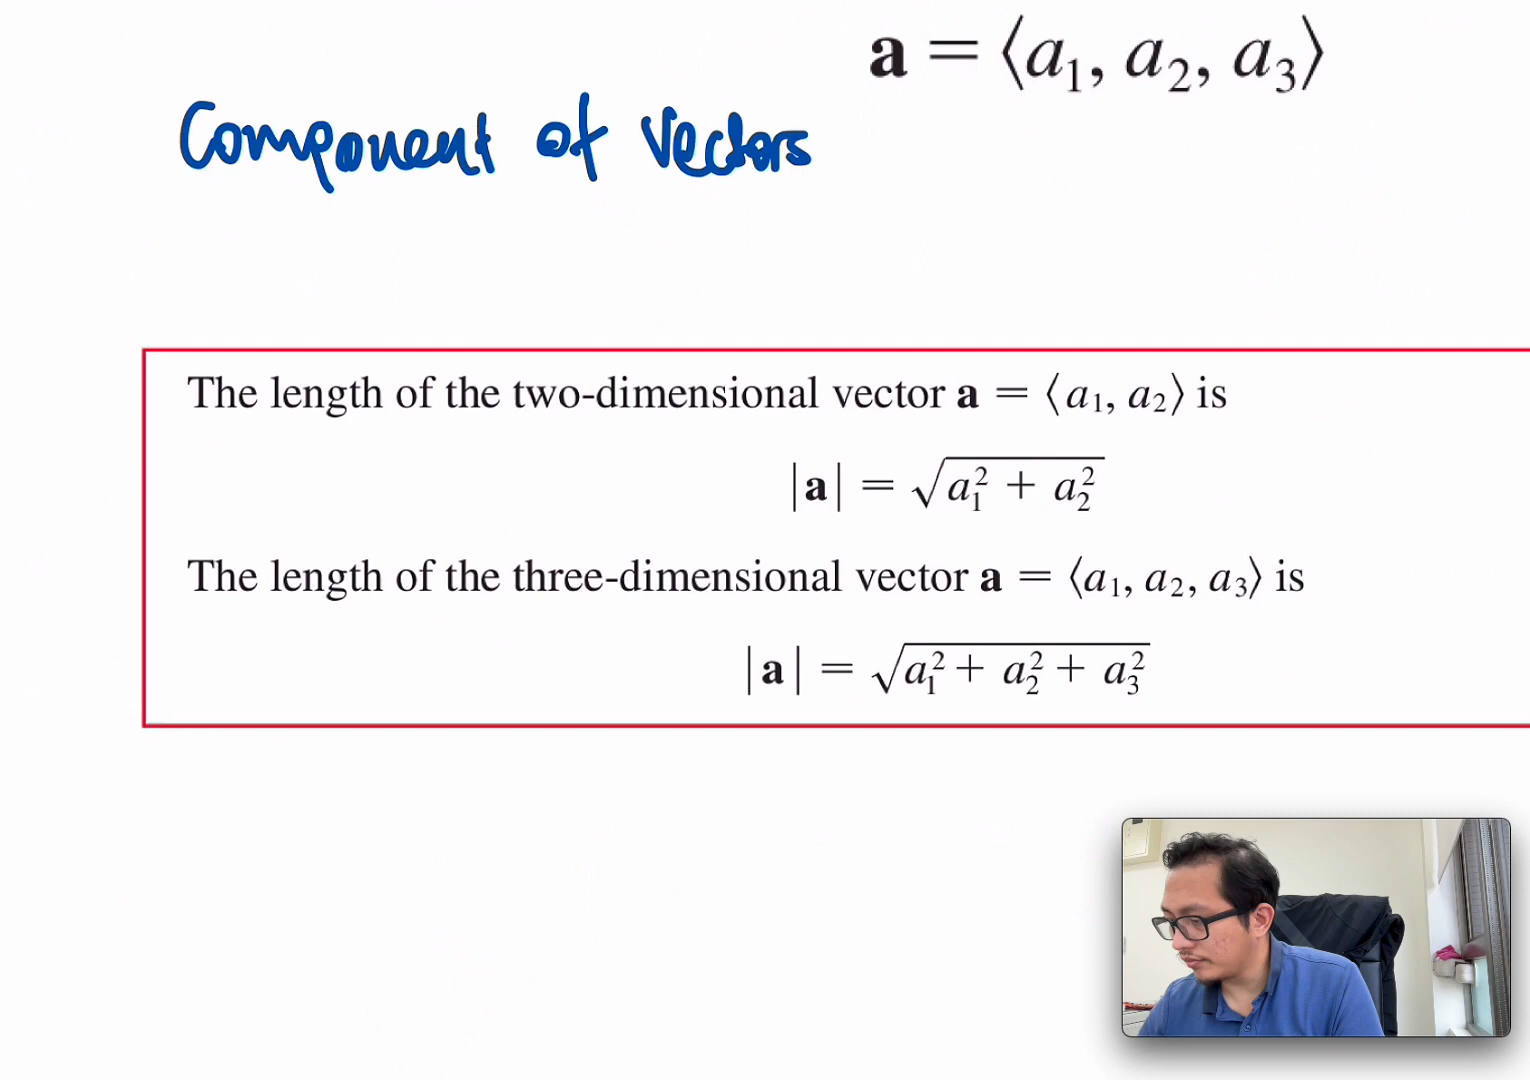 a = ⟨a₁, a₂, a₃⟩
Component of vectors
The length of the two-dimensional vector a = ⟨a₁, a₂⟩ is
|a| = √(a₁² + a₂²)
The length of the three-dimensional vector a = ⟨a₁, a₂, a₃⟩ is
|a| = √(a₁² + a₂² + a₃²)